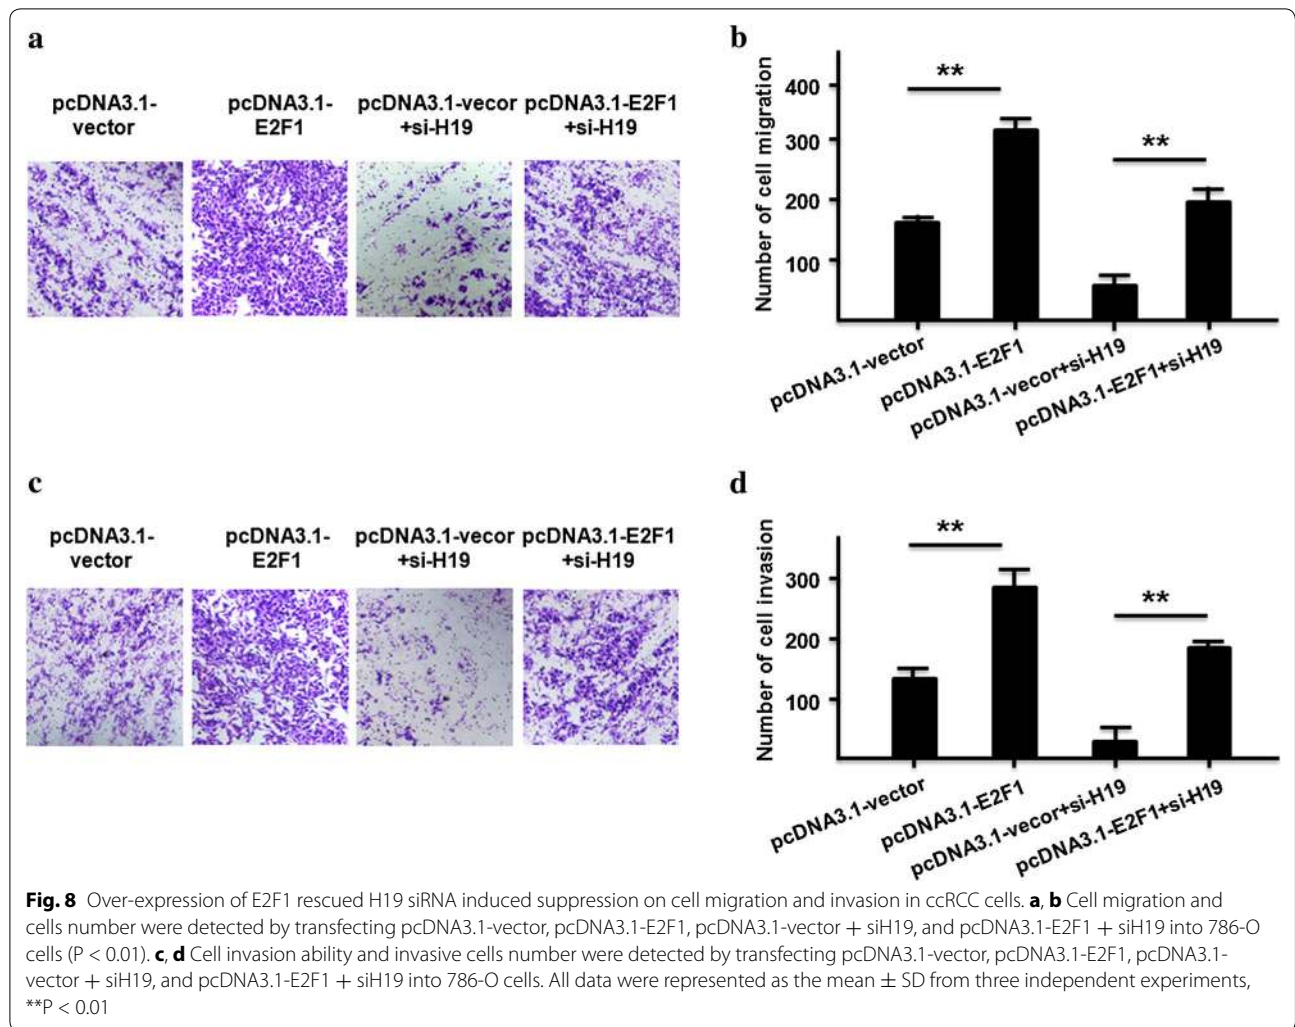 a
pcDNA3.1-
vector
pcDNA3.1-
E2F1
pcDNA3.1-vecor
+si-H19
pcDNA3.1-E2F1
+si-H19
b
Number of cell migration
400
300
200
100
**
**
pcDNA3.1-vector
pcDNA3.1-E2F1
pcDNA3.1-vecor+si-H19
pcDNA3.1-E2F1+si-H19
c
pcDNA3.1-
vector
pcDNA3.1-
E2F1
pcDNA3.1-vecor
+si-H19
pcDNA3.1-E2F1
+si-H19
d
Number of cell invasion
300
200
100
**
**
pcDNA3.1-vector
pcDNA3.1-E2F1
pcDNA3.1-vecor+si-H19
pcDNA3.1-E2F1+si-H19
Fig. 8 Over-expression of E2F1 rescued H19 siRNA induced suppression on cell migration and invasion in ccRCC cells. a, b Cell migration and
cells number were detected by transfecting pcDNA3.1-vector, pcDNA3.1-E2F1, pcDNA3.1-vector + siH19, and pcDNA3.1-E2F1 + siH19 into 786-O
cells (P < 0.01). c, d Cell invasion ability and invasive cells number were detected by transfecting pcDNA3.1-vector, pcDNA3.1-E2F1, pcDNA3.1-
vector + siH19, and pcDNA3.1-E2F1 + siH19 into 786-O cells. All data were represented as the mean ± SD from three independent experiments,
**P < 0.01